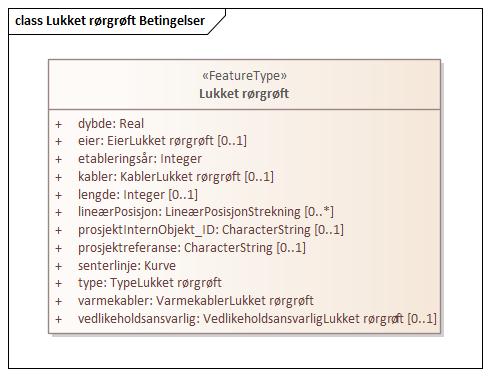 class Lukket rørgrøft Betingelser
«FeatureType»
Lukket rørgrøft
+ dybde: Real
+ eier: EierLukket rørgrøft [0..1]
+ etableringsår: Integer
+ kabler: KablerLukket rørgrøft [0..1]
+ lengde: Integer [0..1]
+ lineærPosisjon: LineærPosisjonStrekning [0..*]
+ prosjektInternObjekt_ID: CharacterString [0..1]
+ prosjektreferanse: CharacterString [0..1]
+ senterlinje: Kurve
+ type: TypeLukket rørgrøft
+ varmekabler: VarmekablerLukket rørgrøft
+ vedlikeholdsansvarlig: VedlikeholdsansvarligLukket rørgrøft [0..1]